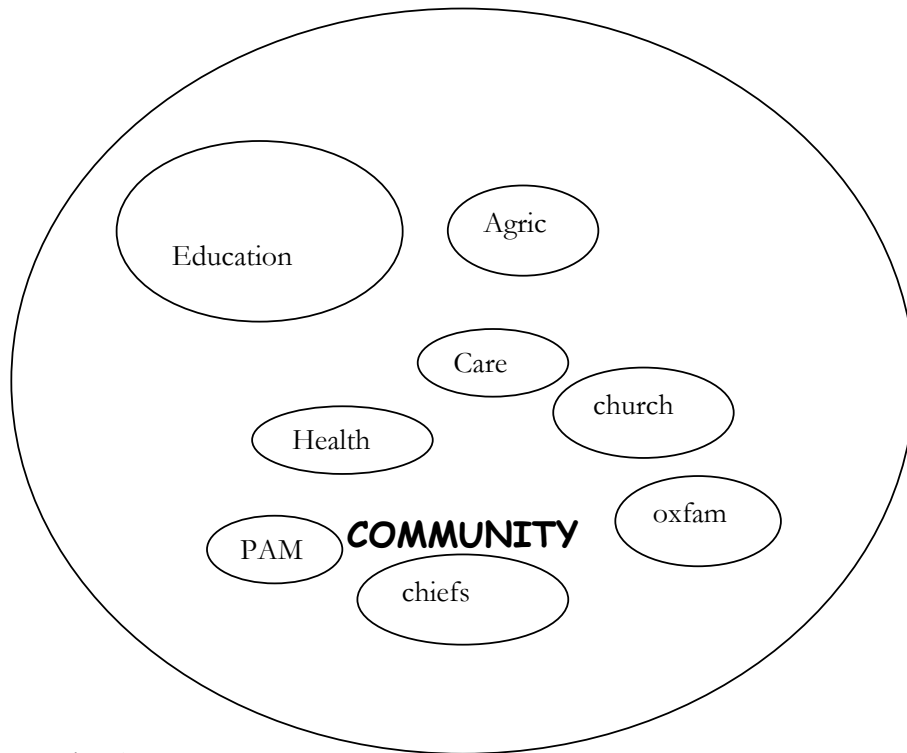 Agric
Education
Care
church
Health
oxfam
COMMUNITY
PAM
chiefs